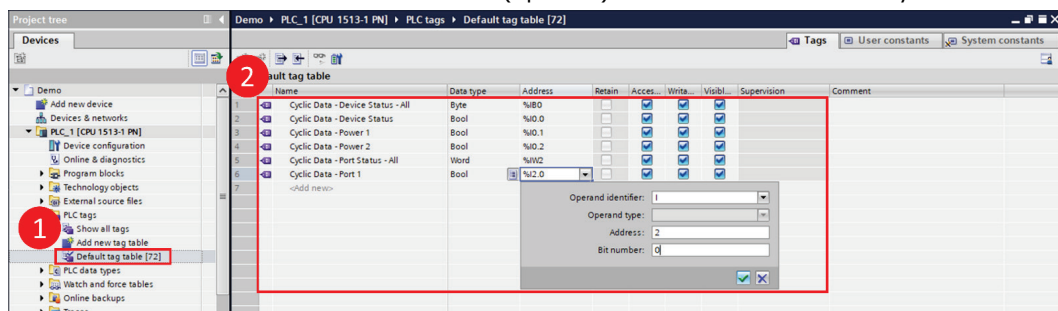 Project tree
Demo ▸ PLC_1 [CPU 1513-1 PN] ▸ PLC tags ▸ Default tag table [72]
Devices
Tags
User constants
System constants
2
ault tag table
Name Data type Address Retain Acces... Writa... Visibl... Supervision Comment
1 Cyclic Data - Device Status - All Byte %IB0
2 Cyclic Data - Device Status Bool %I0.0
3 Cyclic Data - Power 1 Bool %I0.1
4 Cyclic Data - Power 2 Bool %I0.2
5 Cyclic Data - Port Status - All Word %IW2
6 Cyclic Data - Port 1 Bool %I2.0
7 <Add new>
Operand identifier: I
Operand type:
Address: 2
Bit number: 0
Demo
Add new device
Devices & networks
PLC_1 [CPU 1513-1 PN]
Device configuration
Online & diagnostics
Program blocks
Technology objects
External source files
PLC tags
1
Show all tags
Add new tag table
Default tag table [72]
PLC data types
Watch and force tables
Online backups